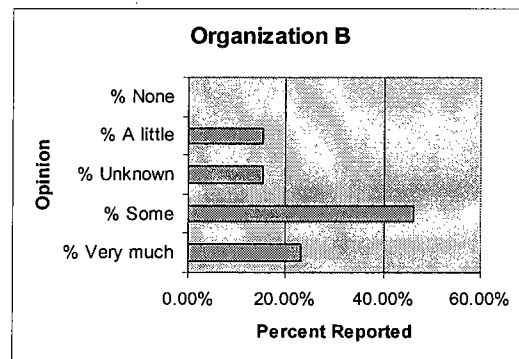 Organization B
Opinion
% None
% A little
% Unknown
% Some
% Very much
0.00% 20.00% 40.00% 60.00%
Percent Reported